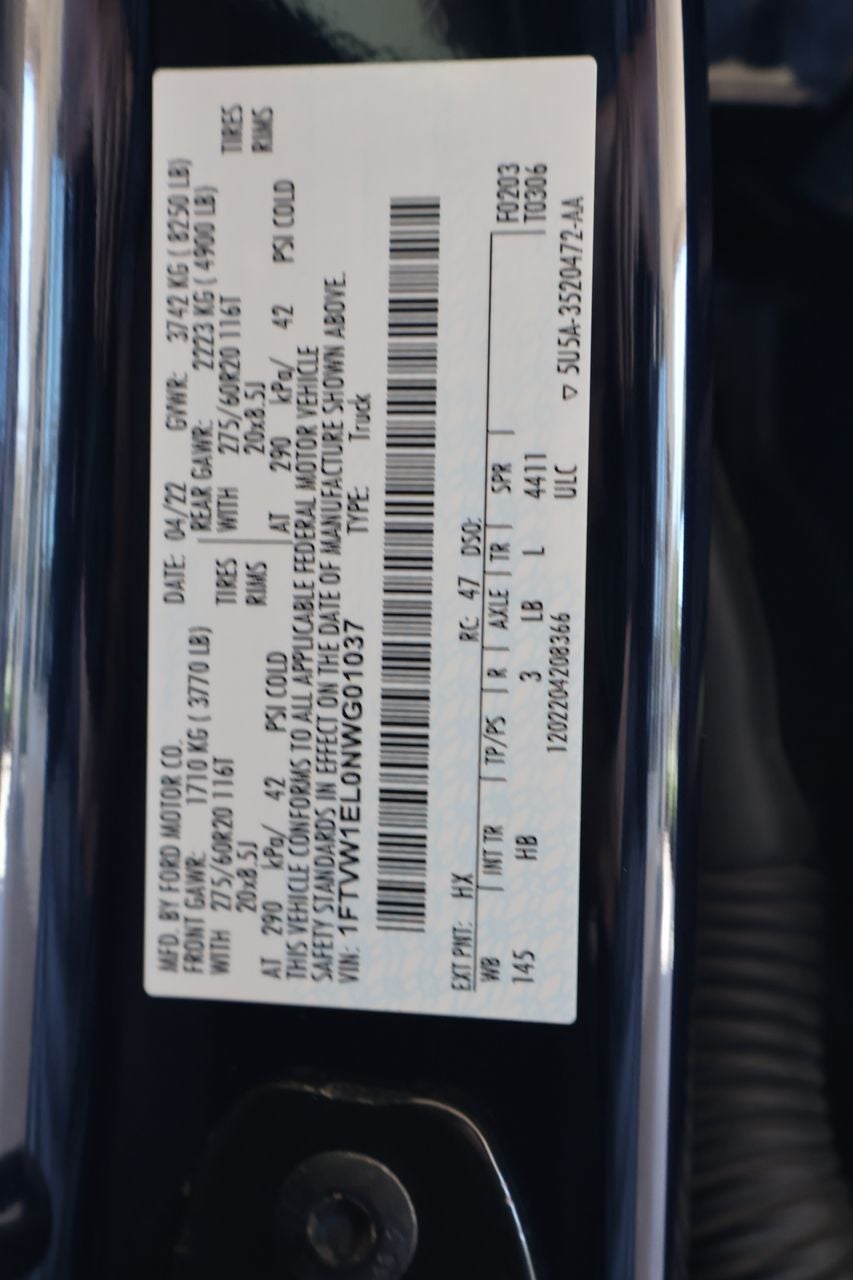 MFD. BY FORD MOTOR CO. DATE: 04/22 GVWR: 3742 KG ( 8250 LB)
FRONT GAWR: 1710 KG ( 3770 LB) REAR GAWR: 2223 KG ( 4900 LB)
WITH 275/60R20 116T TIRES WITH 275/60R20 116T TIRES
20x8.5J RIMS 20x8.5J RIMS
AT 290 kPa/ 42 PSI COLD AT 290 kPa/ 42 PSI COLD
THIS VEHICLE CONFORMS TO ALL APPLICABLE FEDERAL MOTOR VEHICLE
SAFETY STANDARDS IN EFFECT ON THE DATE OF MANUFACTURE SHOWN ABOVE.
VIN: 1FTVW1EL0NWG01037 TYPE: Truck
EXT PNT: HX RC: 47 DSO:
WB INT TR TP/PS R AXLE TR SPR F0203
145 HB 3 LB L 4411 T0306
1202204208366 ULC
▽ 5U5A-3520472-AA